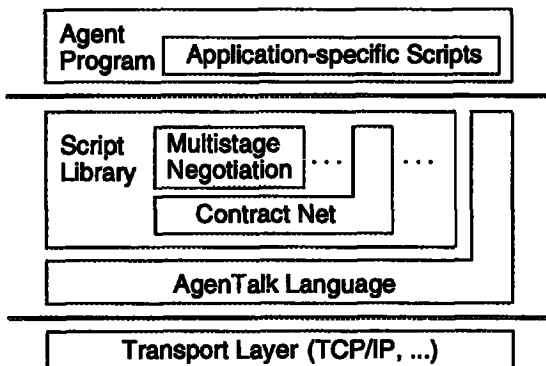 Agent
Program
Application-specific Scripts
Script
Library
Multistage
Negotiation
...
...
Contract Net
AgenTalk Language
Transport Layer (TCP/IP, ...)